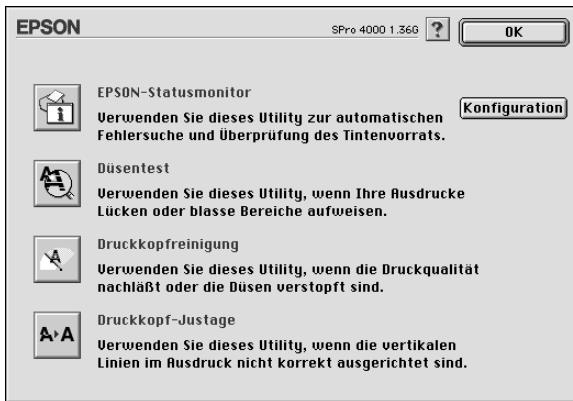 EPSON
SPro 4000 1.36G
?
OK
EPSON-Statusmonitor
Verwenden Sie dieses Utility zur automatischen
Fehlersuche und Überprüfung des Tintenvorrats.
Konfiguration
Düsentest
Verwenden Sie dieses Utility, wenn Ihre Ausdrucke
Lücken oder blasse Bereiche aufweisen.
Druckkopfreinigung
Verwenden Sie dieses Utility, wenn die Druckqualität
nachläßt oder die Düsen verstopft sind.
Druckkopf-Justage
Verwenden Sie dieses Utility, wenn die vertikalen
Linien im Ausdruck nicht korrekt ausgerichtet sind.